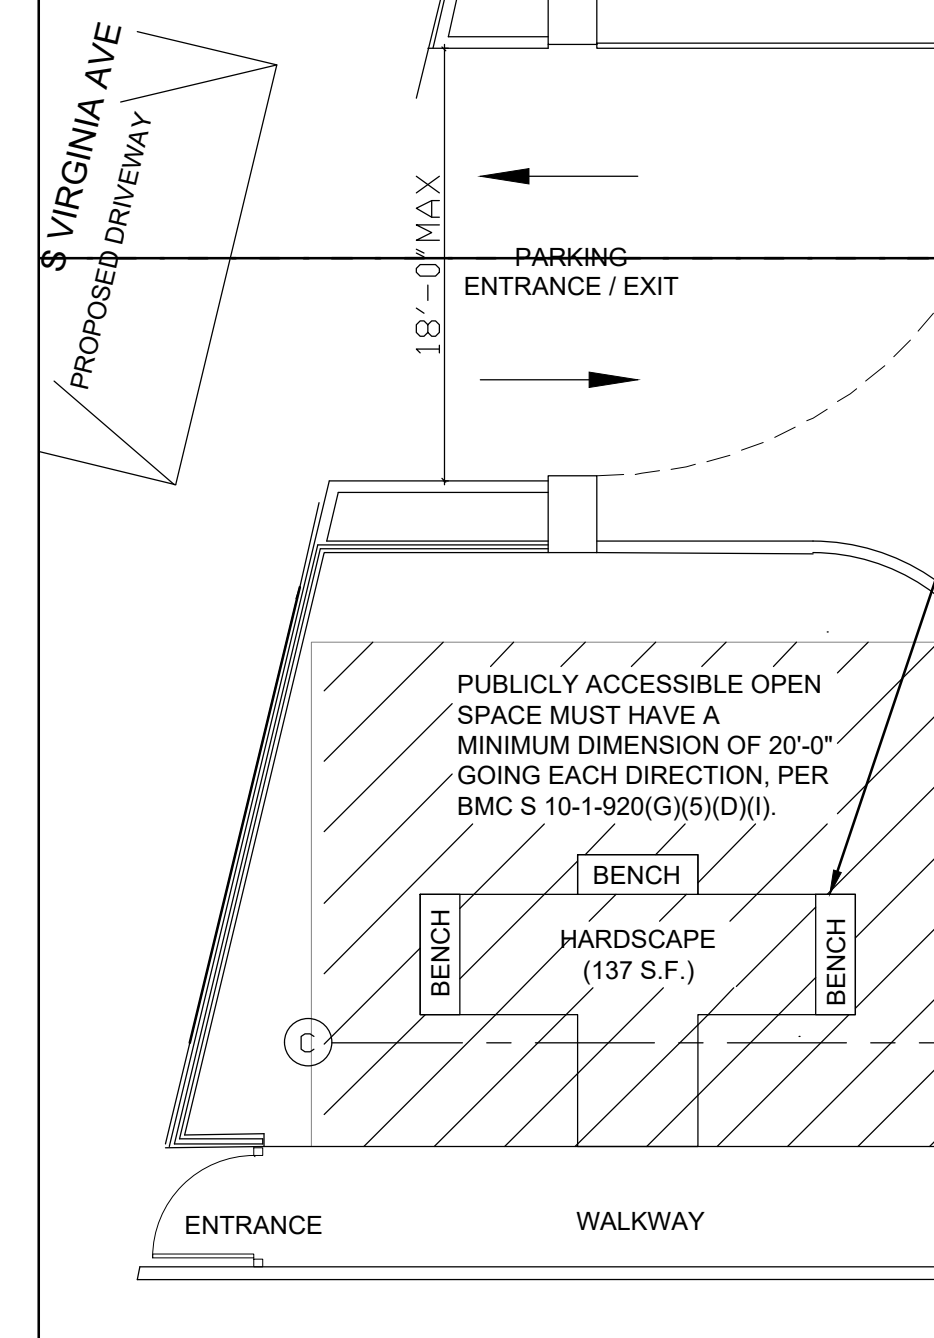 S VIRGINIA AVE
PROPOSED DRIVEWAY
18'-0"MAX
PARKING
ENTRANCE / EXIT
PUBLICLY ACCESSIBLE OPEN
SPACE MUST HAVE A
MINIMUM DIMENSION OF 20'-0"
GOING EACH DIRECTION, PER
BMC S 10-1-920(G)(5)(D)(I).
BENCH
BENCH
HARDSCAPE
(137 S.F.)
BENCH
C
ENTRANCE
WALKWAY